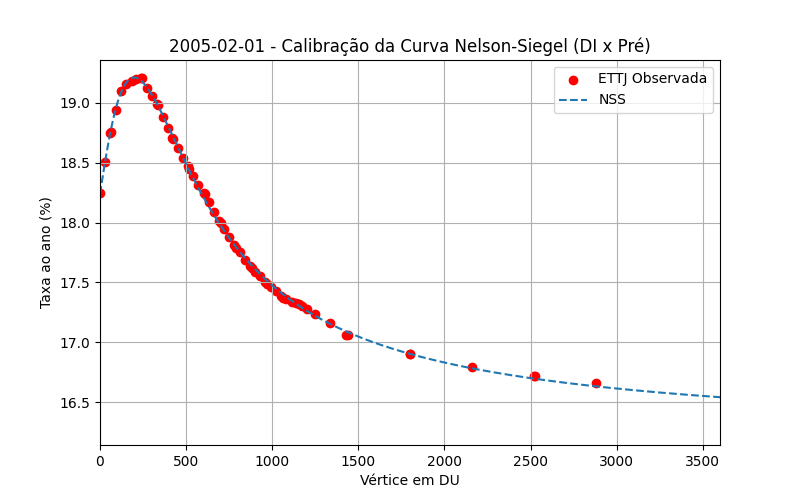 2005-02-01 - Calibração da Curva Nelson-Siegel (DI x Pré)
ETTJ Observada
NSS
Taxa ao ano (%)
19.0
18.5
18.0
17.5
17.0
16.5
0 500 1000 1500 2000 2500 3000 3500
Vértice em DU